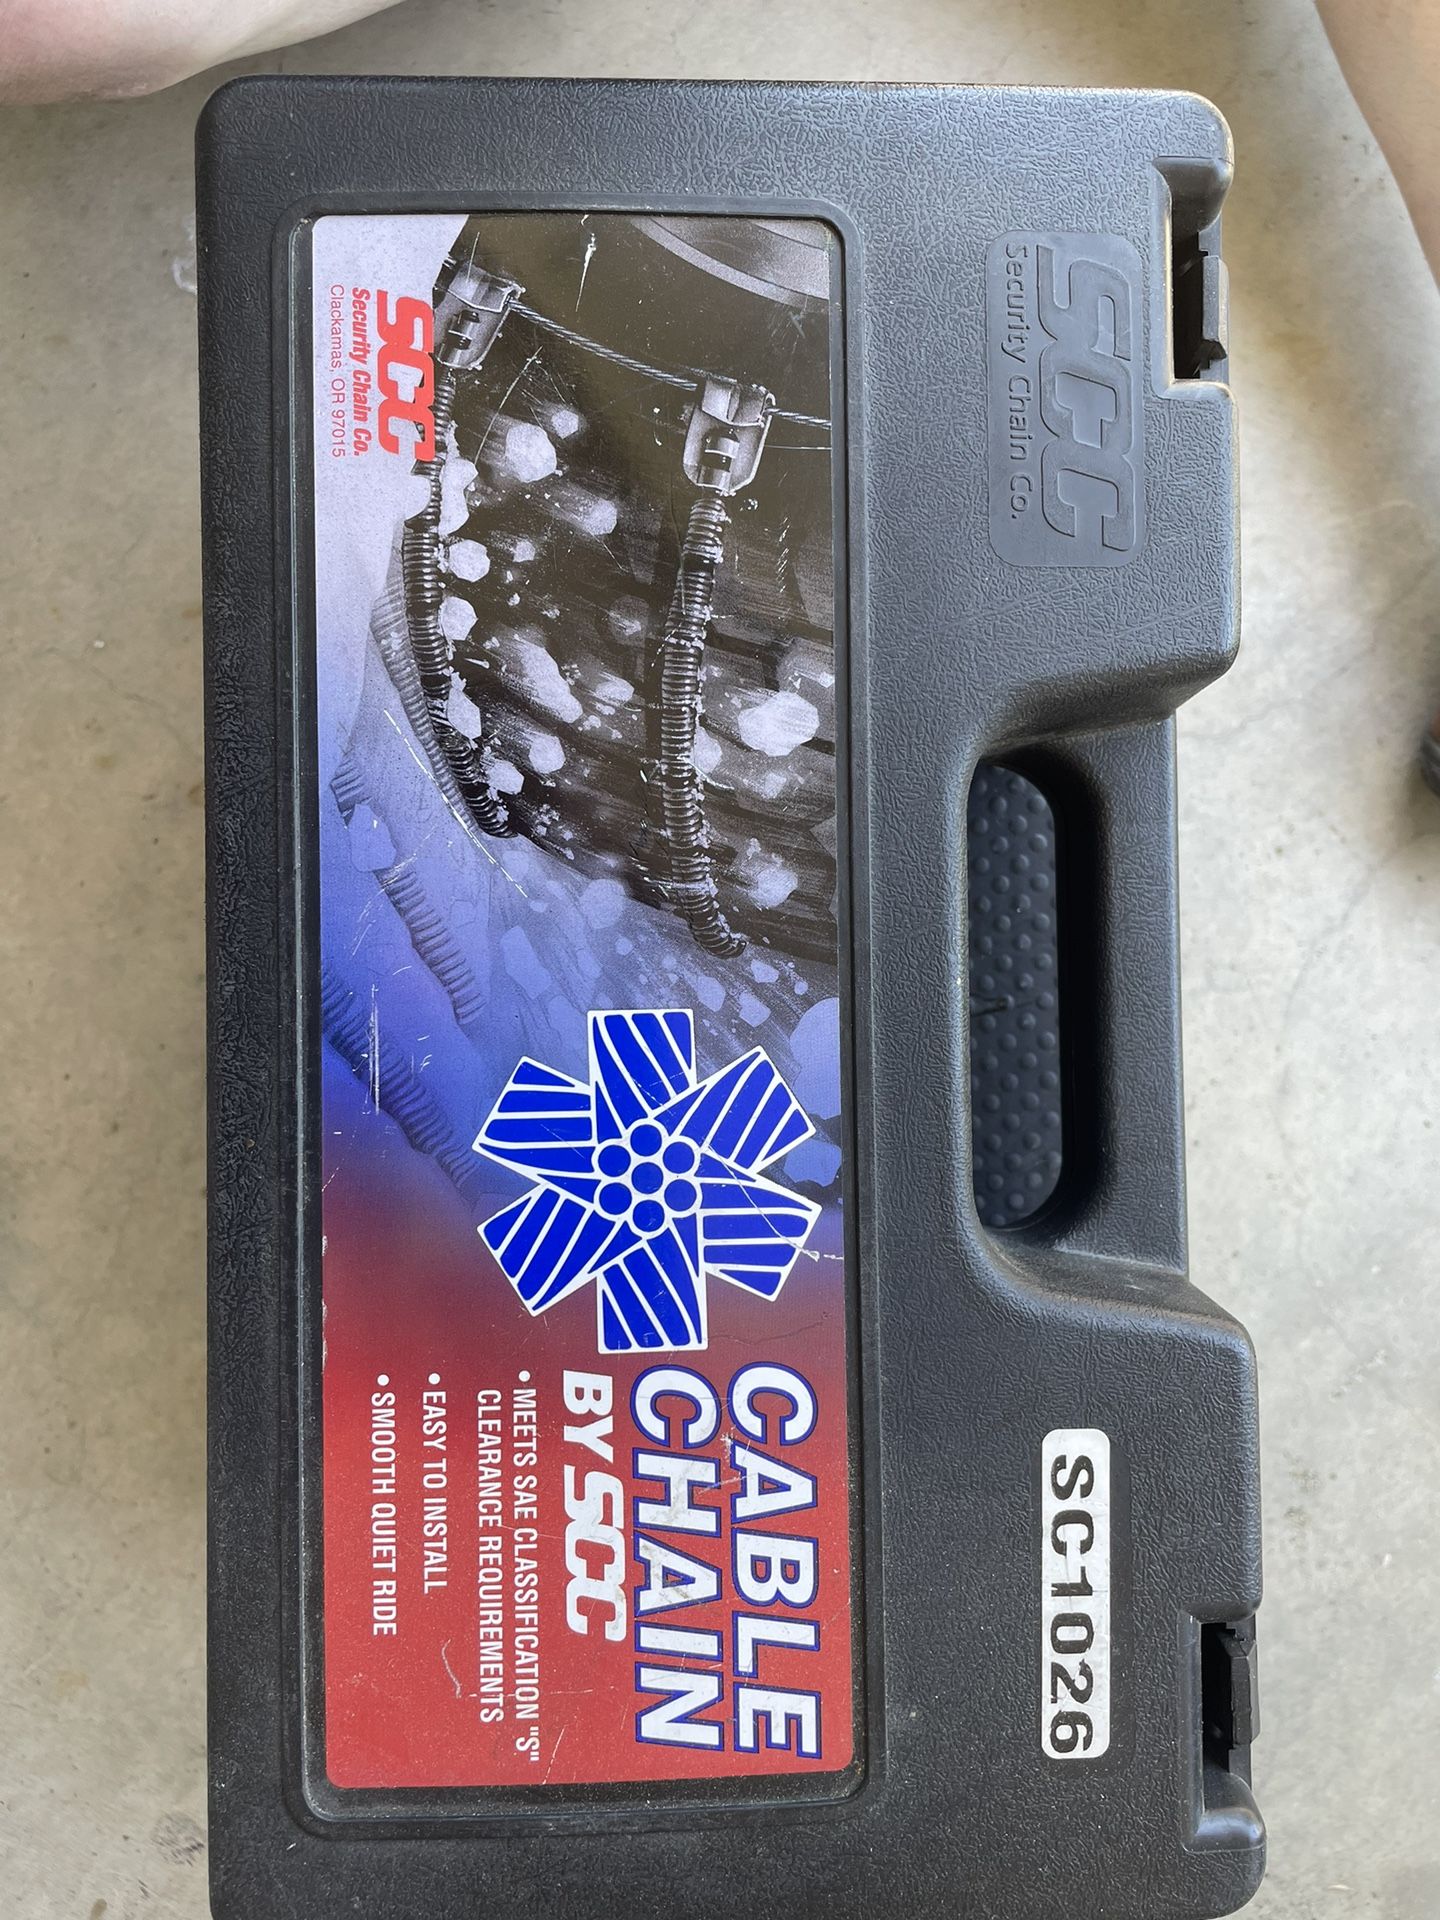 SCC
Security Chain Co.
SC1026
SCC
Security Chain Co.
Clackamas, OR 97015
CABLE
CHAIN
BY SCC
• MEETS SAE CLASSIFICATION "S"
CLEARANCE REQUIREMENTS
• EASY TO INSTALL
• SMOOTH QUIET RIDE